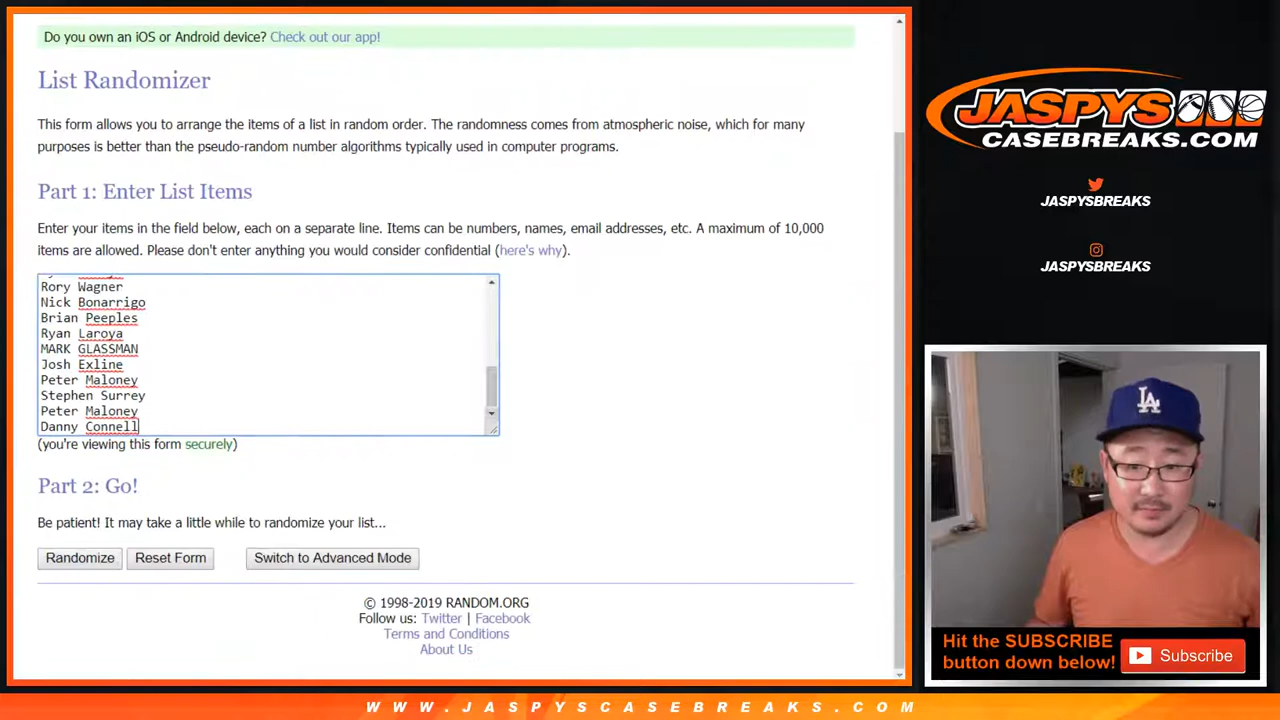 Do you own an iOS or Android device? Check out our app!
List Randomizer
This form allows you to arrange the items of a list in random order. The randomness comes from atmospheric noise, which for many
purposes is better than the pseudo-random number algorithms typically used in computer programs.
Part 1: Enter List Items
Enter your items in the field below, each on a separate line. Items can be numbers, names, email addresses, etc. A maximum of 10,000
items are allowed. Please don't enter anything you would consider confidential (here's why).
Rory Wagner
Nick Bonarrigo
Brian Peeples
Ryan Laroya
MARK GLASSMAN
Josh Exline
Peter Maloney
Stephen Surrey
Peter Maloney
Danny Connell
(you're viewing this form securely)
Part 2: Go!
Be patient! It may take a little while to randomize your list...
Randomize Reset Form Switch to Advanced Mode
© 1998-2019 RANDOM.ORG
Follow us: Twitter | Facebook
Terms and Conditions
About Us
JASPYS
CASEBREAKS.COM
JASPYSBREAKS
JASPYSBREAKS
LA
Hit the SUBSCRIBE
button down below!
Subscribe
WWW.JASPYSCASEBREAKS.COM